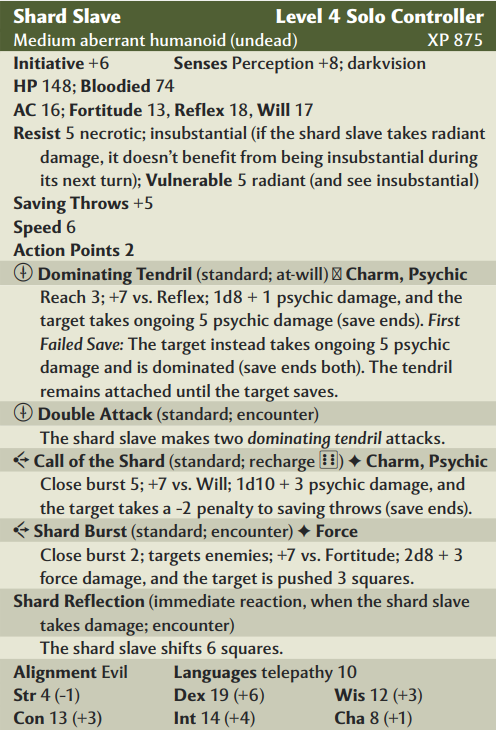 Shard Slave Level 4 Solo Controller
Medium aberrant humanoid (undead) XP 875
Initiative +6 Senses Perception +8; darkvision
HP 148; Bloodied 74
AC 16; Fortitude 13, Reflex 18, Will 17
Resist 5 necrotic; insubstantial (if the shard slave takes radiant
damage, it doesn't benefit from being insubstantial during
its next turn); Vulnerable 5 radiant (and see insubstantial)
Saving Throws +5
Speed 6
Action Points 2
Dominating Tendril (standard; at-will) Charm, Psychic
Reach 3; +7 vs. Reflex; 1d8 + 1 psychic damage, and the
target takes ongoing 5 psychic damage (save ends). First
Failed Save: The target instead takes ongoing 5 psychic
damage and is dominated (save ends both). The tendril
remains attached until the target saves.
Double Attack (standard; encounter)
The shard slave makes two dominating tendril attacks.
Call of the Shard (standard; recharge ⚅) ✦ Charm, Psychic
Close burst 5; +7 vs. Will; 1d10 + 3 psychic damage, and
the target takes a -2 penalty to saving throws (save ends).
Shard Burst (standard; encounter) ✦ Force
Close burst 2; targets enemies; +7 vs. Fortitude; 2d8 + 3
force damage, and the target is pushed 3 squares.
Shard Reflection (immediate reaction, when the shard slave
takes damage; encounter)
The shard slave shifts 6 squares.
Alignment Evil Languages telepathy 10
Str 4 (-1) Dex 19 (+6) Wis 12 (+3)
Con 13 (+3) Int 14 (+4) Cha 8 (+1)